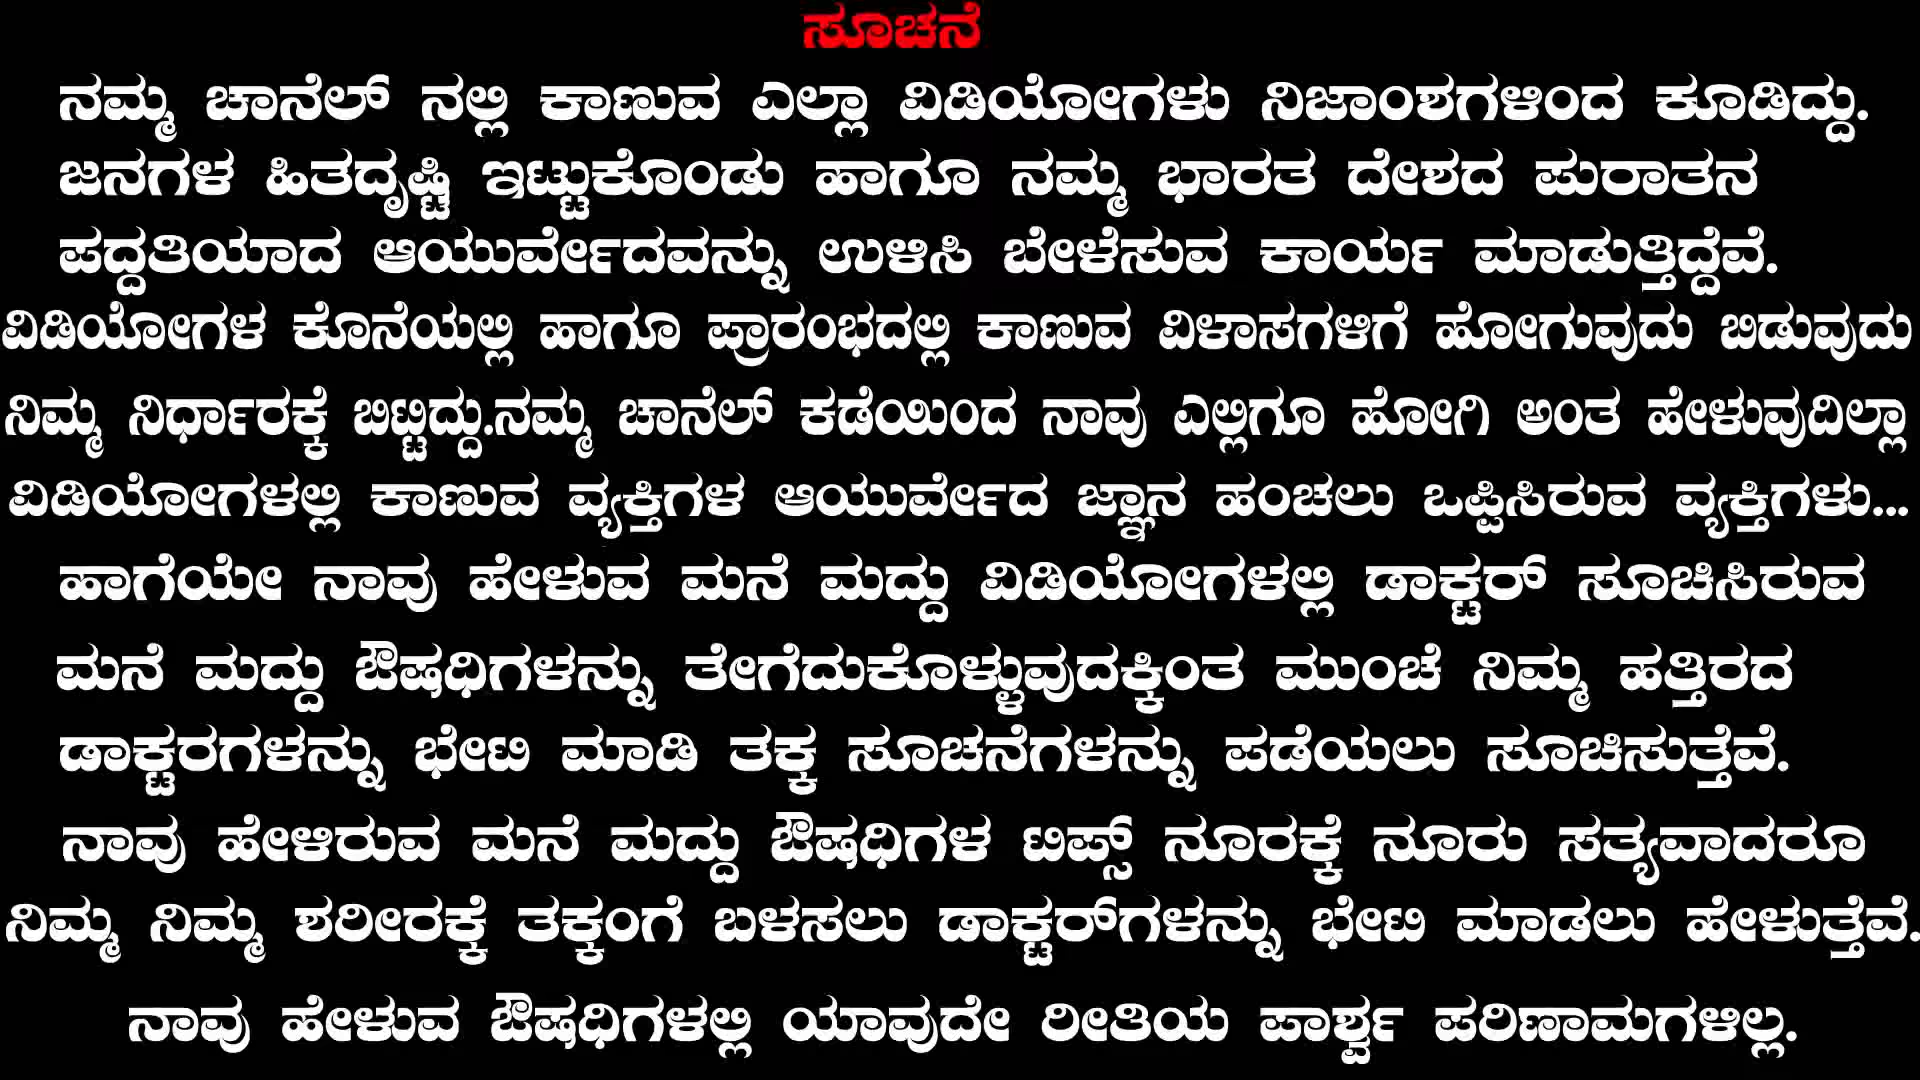 ಸೂಚನೆ
ನಮ್ಮ ಚಾನೆಲ್ ನಲ್ಲಿ ಕಾಣುವ ಎಲ್ಲಾ ವಿಡಿಯೋಗಳು ನಿಜಾಂಶಗಳಿಂದ ಕೂಡಿದ್ದು.
ಜನಗಳ ಹಿತದೃಷ್ಟಿ ಇಟ್ಟುಕೊಂಡು ಹಾಗೂ ನಮ್ಮ ಭಾರತ ದೇಶದ ಪುರಾತನ
ಪದ್ದತಿಯಾದ ಆಯುರ್ವೇದವನ್ನು ಉಳಿಸಿ ಬೇಳೆಸುವ ಕಾರ್ಯ ಮಾಡುತ್ತಿದ್ದೆವೆ.
ವಿಡಿಯೋಗಳ ಕೊನೆಯಲ್ಲಿ ಹಾಗೂ ಪ್ರಾರಂಭದಲ್ಲಿ ಕಾಣುವ ವಿಳಾಸಗಳಿಗೆ ಹೋಗುವುದು ಬಿಡುವುದು
ನಿಮ್ಮ ನಿರ್ಧಾರಕ್ಕೆ ಬಿಟ್ಟಿದ್ದು.ನಮ್ಮ ಚಾನೆಲ್ ಕಡೆಯಿಂದ ನಾವು ಎಲ್ಲಿಗೂ ಹೋಗಿ ಅಂತ ಹೇಳುವುದಿಲ್ಲಾ
ವಿಡಿಯೋಗಳಲ್ಲಿ ಕಾಣುವ ವ್ಯಕ್ತಿಗಳ ಆಯುರ್ವೇದ ಜ್ಞಾನ ಹಂಚಲು ಒಪ್ಪಿಸಿರುವ ವ್ಯಕ್ತಿಗಳು...
ಹಾಗೆಯೇ ನಾವು ಹೇಳುವ ಮನೆ ಮದ್ದು ವಿಡಿಯೋಗಳಲ್ಲಿ ಡಾಕ್ಟರ್ ಸೂಚಿಸಿರುವ
ಮನೆ ಮದ್ದು ಔಷಧಿಗಳನ್ನು ತೇಗೆದುಕೊಳ್ಳುವುದಕ್ಕಿಂತ ಮುಂಚೆ ನಿಮ್ಮ ಹತ್ತಿರದ
ಡಾಕ್ಟರಗಳನ್ನು ಭೇಟಿ ಮಾಡಿ ತಕ್ಕ ಸೂಚನೆಗಳನ್ನು ಪಡೆಯಲು ಸೂಚಿಸುತ್ತೆವೆ.
ನಾವು ಹೇಳಿರುವ ಮನೆ ಮದ್ದು ಔಷಧಿಗಳ ಟಿಪ್ಸ್ ನೂರಕ್ಕೆ ನೂರು ಸತ್ಯವಾದರೂ
ನಿಮ್ಮ ನಿಮ್ಮ ಶರೀರಕ್ಕೆ ತಕ್ಕಂಗೆ ಬಳಸಲು ಡಾಕ್ಟರ್‌ಗಳನ್ನು ಭೇಟಿ ಮಾಡಲು ಹೇಳುತ್ತೆವೆ.
ನಾವು ಹೇಳುವ ಔಷಧಿಗಳಲ್ಲಿ ಯಾವುದೇ ರೀತಿಯ ಪಾರ್ಶ್ವ ಪರಿಣಾಮಗಳಿಲ್ಲ.